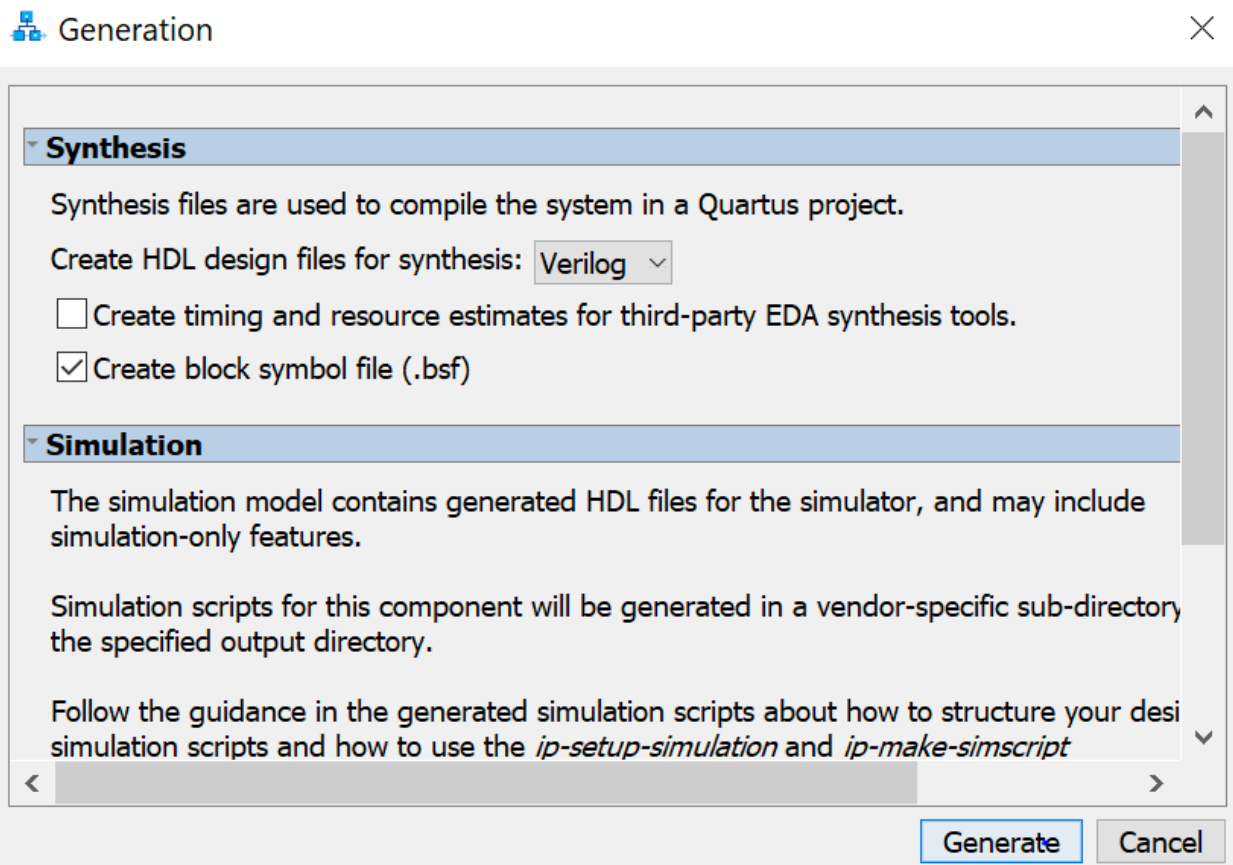 Generation
Synthesis
Synthesis files are used to compile the system in a Quartus project.
Create HDL design files for synthesis: Verilog
Create timing and resource estimates for third-party EDA synthesis tools.
Create block symbol file (.bsf)
Simulation
The simulation model contains generated HDL files for the simulator, and may include
simulation-only features.
Simulation scripts for this component will be generated in a vendor-specific sub-directory
the specified output directory.
Follow the guidance in the generated simulation scripts about how to structure your desi
simulation scripts and how to use the ip-setup-simulation and ip-make-simscript
Generate Cancel